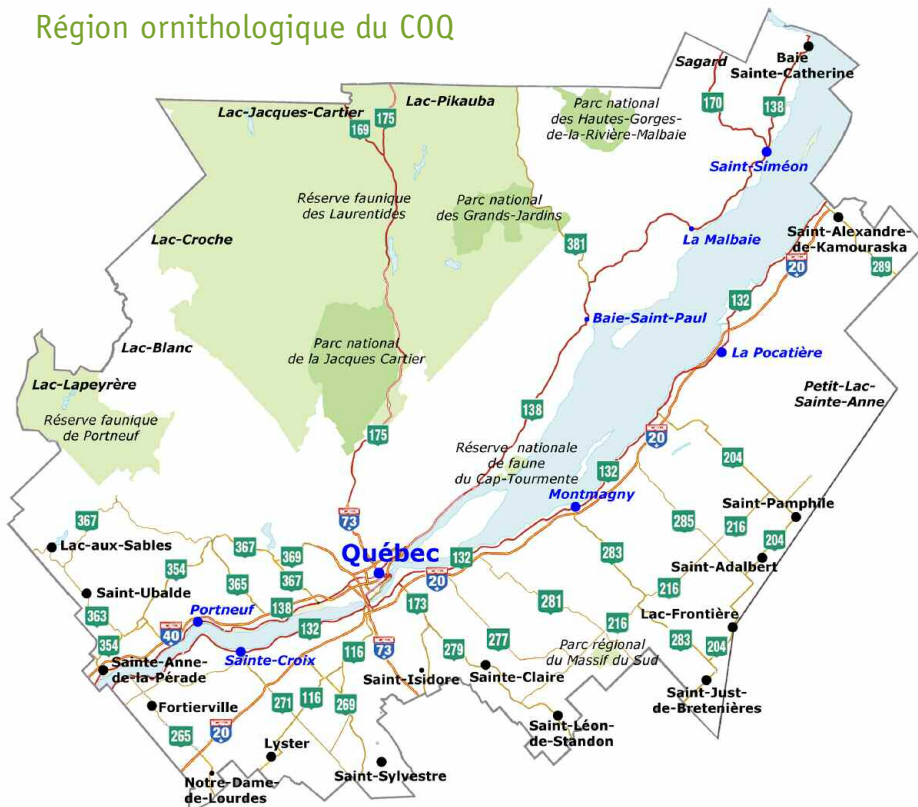 Région ornithologique du COQ
Baie
Sainte-Catherine
Sagard
170
138
Lac-Pikauba
Lac-Jacques-Cartier
175
169
Parc national
des Hautes-Gorges-
de-la-Rivière-Malbaie
Saint-Siméon
Réserve faunique
des Laurentides
Parc national
des Grands-Jardins
Lac-Croche
381
La Malbaie
Saint-Alexandre-
de-Kamouraska
20
289
132
Baie-Saint-Paul
Parc national
de la Jacques Cartier
Lac-Blanc
La Pocatière
Lac-Lapeyrère
Petit-Lac-
Sainte-Anne
Réserve faunique
de Portneuf
138
175
20
Réserve nationale
de faune
du Cap-Tourmente
132
204
Montmagny
Saint-Pamphile
73
367
Lac-aux-Sables
367
369
285
216
204
Québec
132
283
Saint-Adalbert
354
365
367
20
Saint-Ubalde
138
173
281
216
363
Portneuf
132
216
Lac-Frontière
40
354
Sainte-Croix
116
73
279
277
Parc régional
du Massif du Sud
283
204
Sainte-Anne-
de-la-Pérade
Saint-Isidore
Sainte-Claire
Saint-Just-
de-Bretenières
Fortierville
271
116
269
Saint-Léon-
de-Standon
265
20
Lyster
Saint-Sylvestre
Notre-Dame-
de-Lourdes